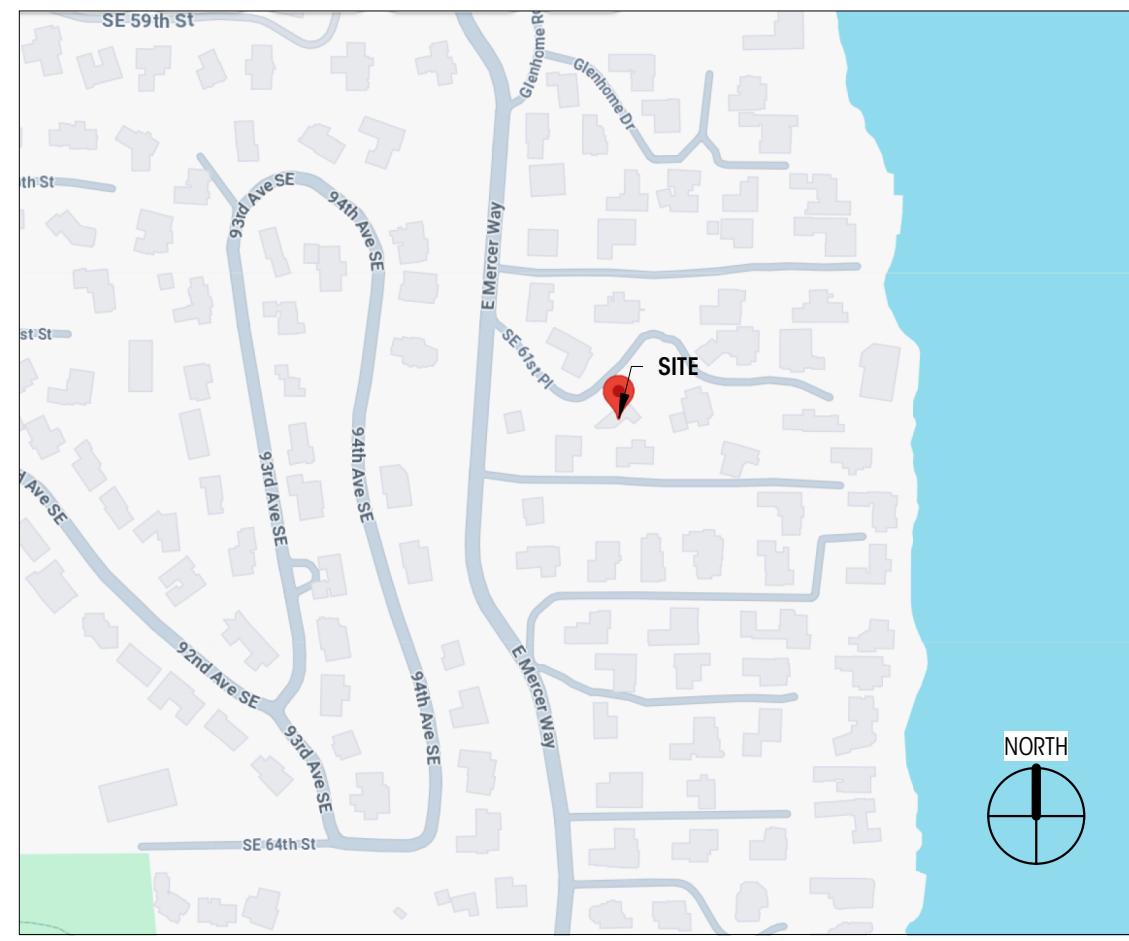 SE 59th St
Glenhome Rd
Glenhome Dr
th St
93rd Ave SE
94th Ave SE
E Mercer Way
st St
SE 61st Pl
SITE
93rd Ave SE
94th Ave SE
d Ave SE
92nd Ave SE
E Mercer Way
94th Ave SE
93rd Ave SE
NORTH
SE 64th St